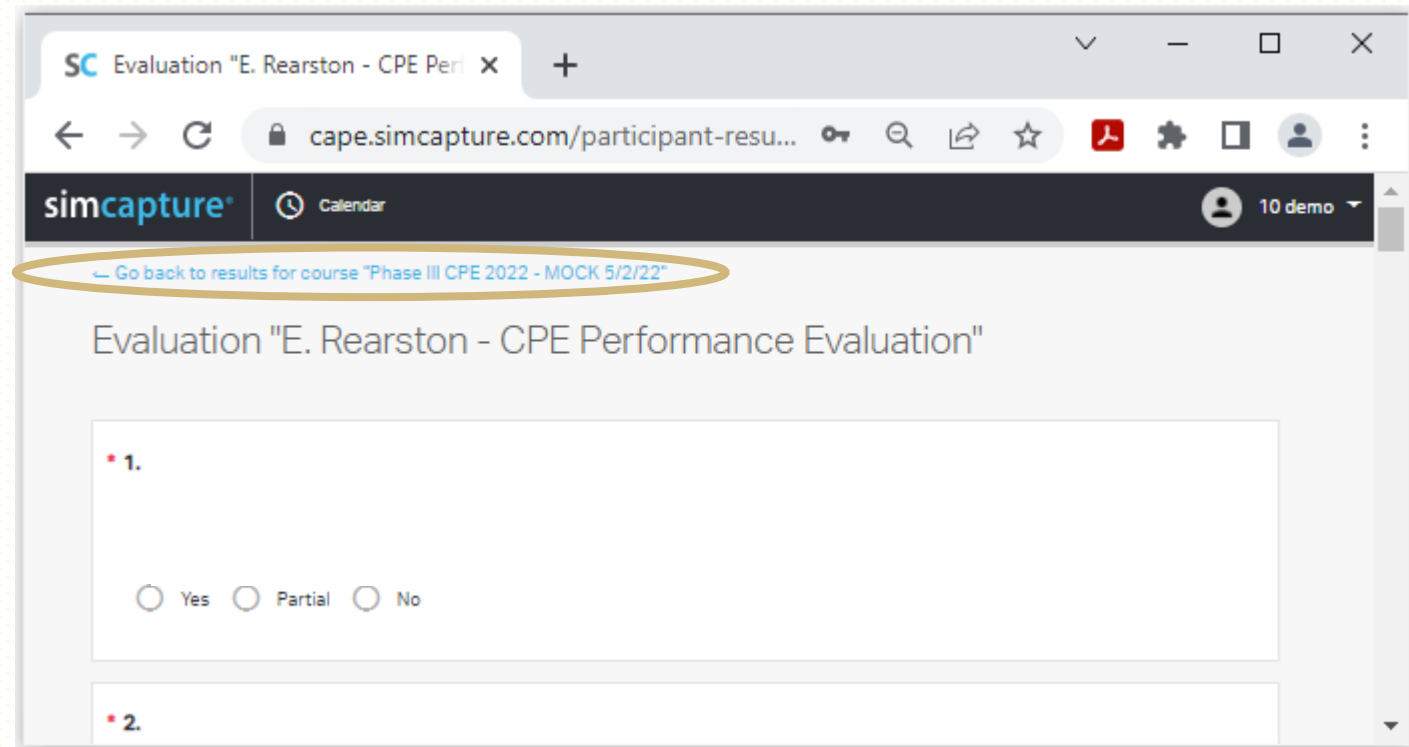 SC Evaluation "E. Rearston - CPE Per
cape.simcapture.com/participant-resu...
simcapture Calendar 10 demo
Go back to results for course "Phase III CPE 2022 - MOCK 5/2/22"
Evaluation "E. Rearston - CPE Performance Evaluation"
* 1.
Yes Partial No
* 2.